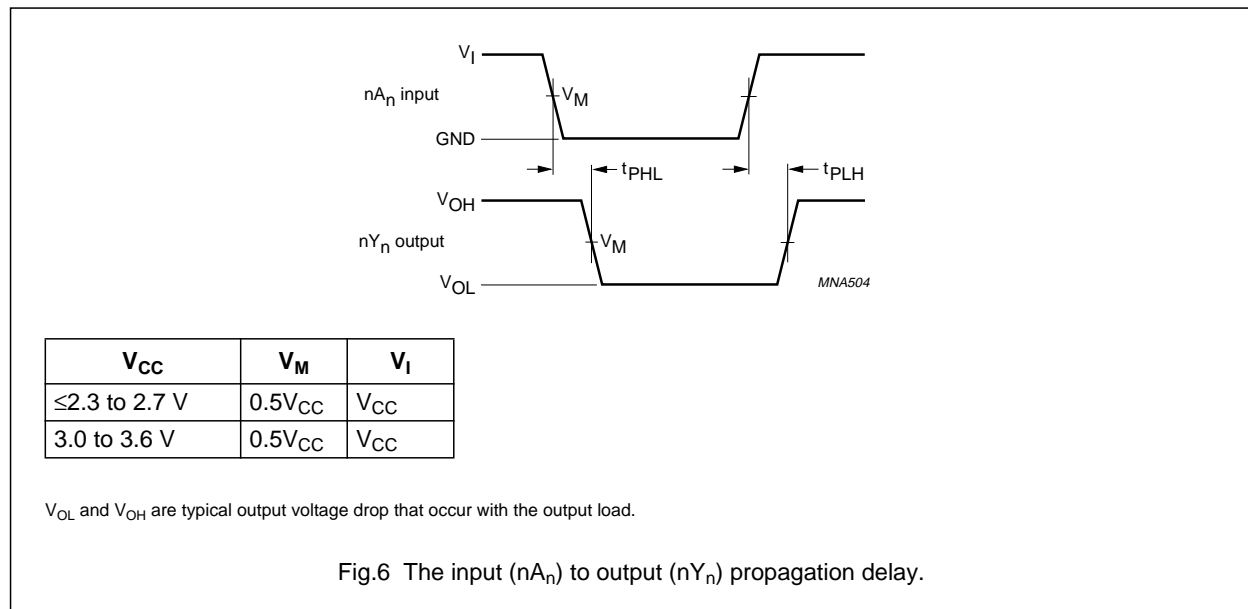 V_I
nA_n input
V_M
GND
t_PHL
t_PLH
V_OH
nY_n output
V_M
V_OL
MNA504
V_CC V_M V_I
≤2.3 to 2.7 V 0.5V_CC V_CC
3.0 to 3.6 V 0.5V_CC V_CC
V_OL and V_OH are typical output voltage drop that occur with the output load.
Fig.6 The input (nA_n) to output (nY_n) propagation delay.